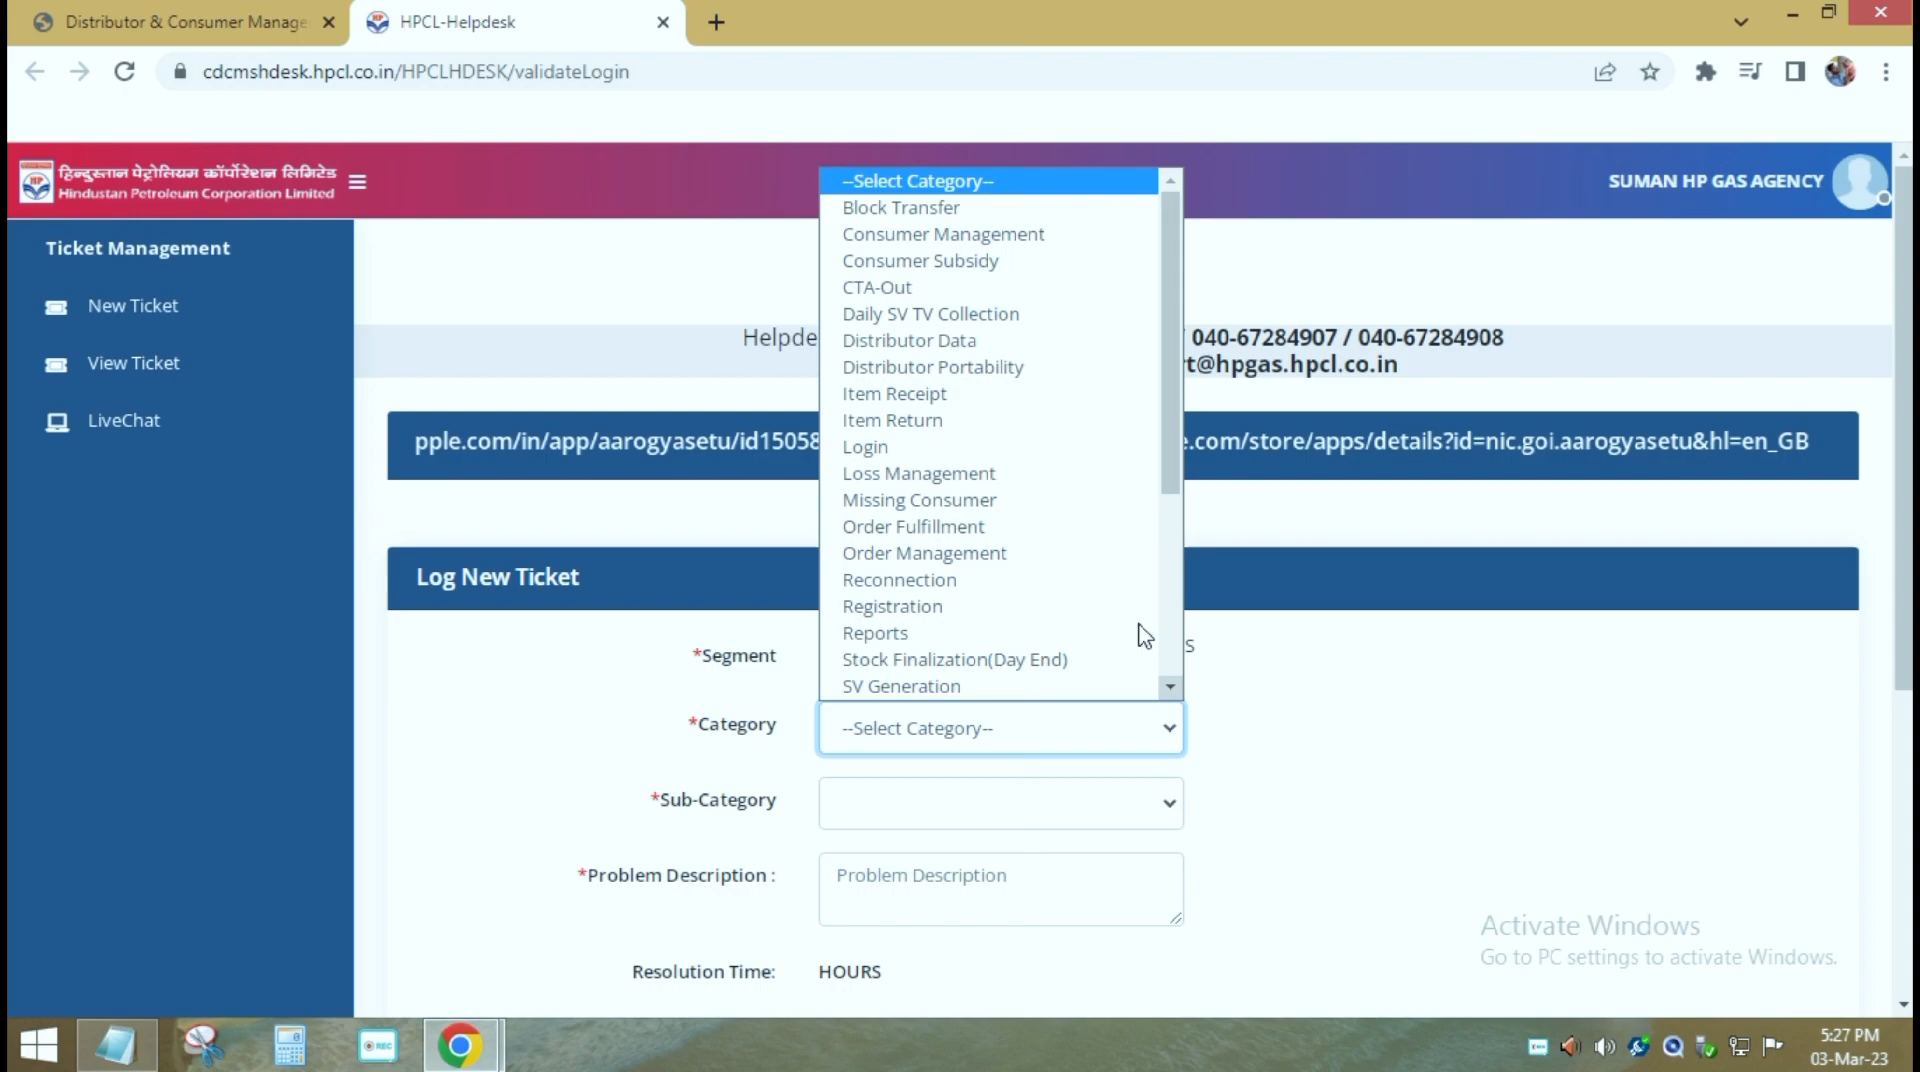 Distributor & Consumer Manage
HPCL-Helpdesk
cdcmshdesk.hpcl.co.in/HPCLHDESK/validateLogin
हिन्दुस्तान पेट्रोलियम कॉर्पोरेशन लिमिटेड
Hindustan Petroleum Corporation Limited
HP
SUMAN HP GAS AGENCY
Ticket Management
New Ticket
View Ticket
LiveChat
Helpde
/ 040-67284907 / 040-67284908
rt@hpgas.hpcl.co.in
pple.com/in/app/aarogyasetu/id15058
e.com/store/apps/details?id=nic.goi.aarogyasetu&hl=en_GB
--Select Category--
Block Transfer
Consumer Management
Consumer Subsidy
CTA-Out
Daily SV TV Collection
Distributor Data
Distributor Portability
Item Receipt
Item Return
Login
Loss Management
Missing Consumer
Order Fulfillment
Order Management
Reconnection
Registration
Reports
Stock Finalization(Day End)
SV Generation
Log New Ticket
*Segment
S
*Category
--Select Category--
*Sub-Category
*Problem Description :
Problem Description
Resolution Time:
HOURS
Activate Windows
Go to PC settings to activate Windows.
REC
5:27 PM
03-Mar-23